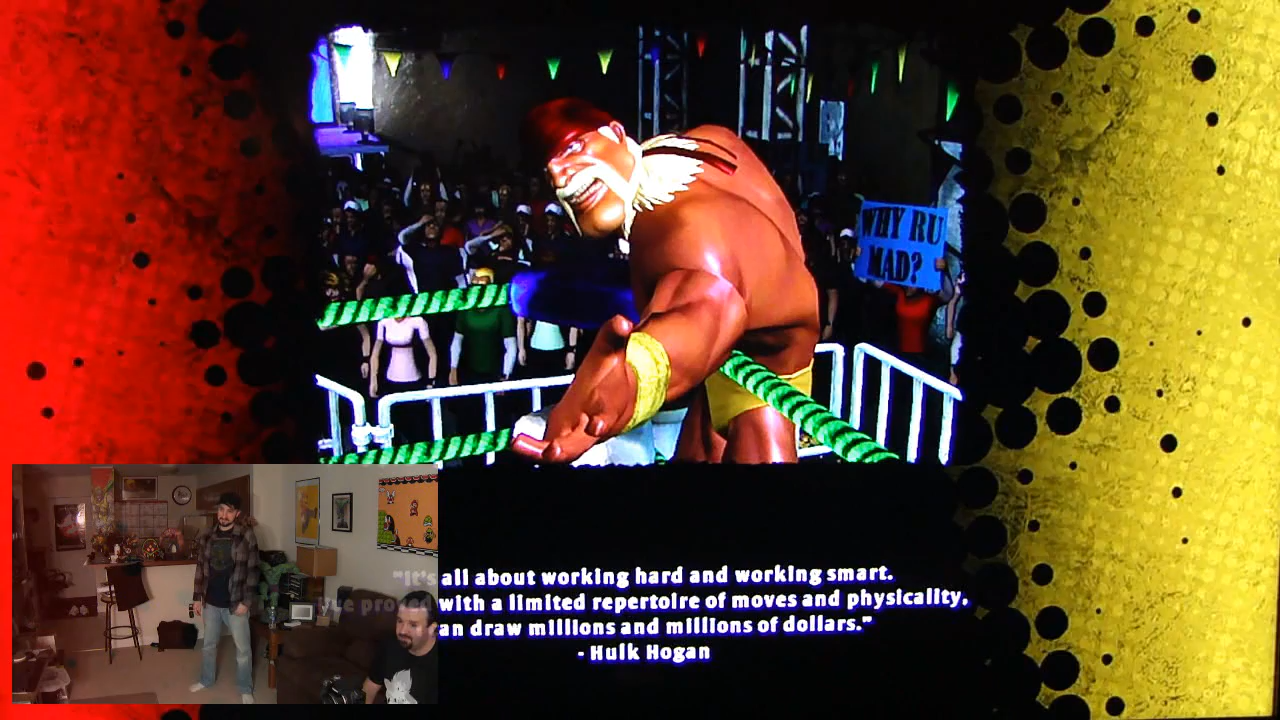 WHY RU
MAD?
"It's all about working hard and working smart.
proved with a limited repertoire of moves and physicality,
an draw millions and millions of dollars."
- Hulk Hogan